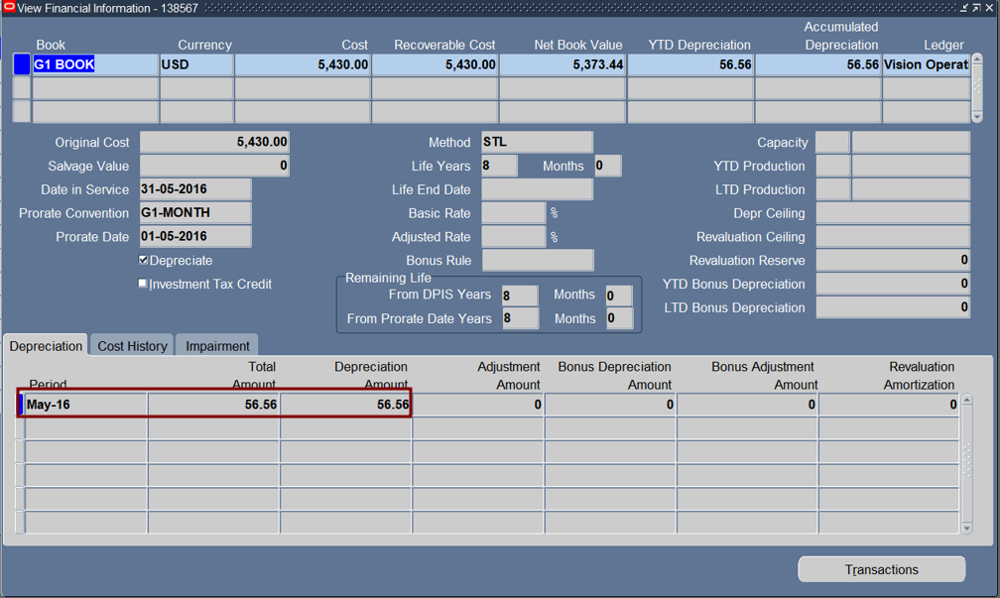 View Financial Information - 138567
Accumulated
Book Currency Cost Recoverable Cost Net Book Value YTD Depreciation Depreciation Ledger
G1 BOOK USD 5,430.00 5,430.00 5,373.44 56.56 56.56 Vision Operat
Original Cost 5,430.00 Method STL Capacity
Salvage Value 0 Life Years 8 Months 0 YTD Production
Date in Service 31-05-2016 Life End Date LTD Production
Prorate Convention G1-MONTH Basic Rate % Depr Ceiling
Prorate Date 01-05-2016 Adjusted Rate % Revaluation Ceiling
Depreciate Bonus Rule Revaluation Reserve 0
Remaining Life
Investment Tax Credit YTD Bonus Depreciation 0
From DPIS Years 8 Months 0
LTD Bonus Depreciation 0
From Prorate Date Years 8 Months 0
Depreciation Cost History Impairment
Total Depreciation Adjustment Bonus Depreciation Bonus Adjustment Revaluation
Period Amount Amount Amount Amount Amount Amortization
May-16 56.56 56.56 0 0 0 0
Transactions